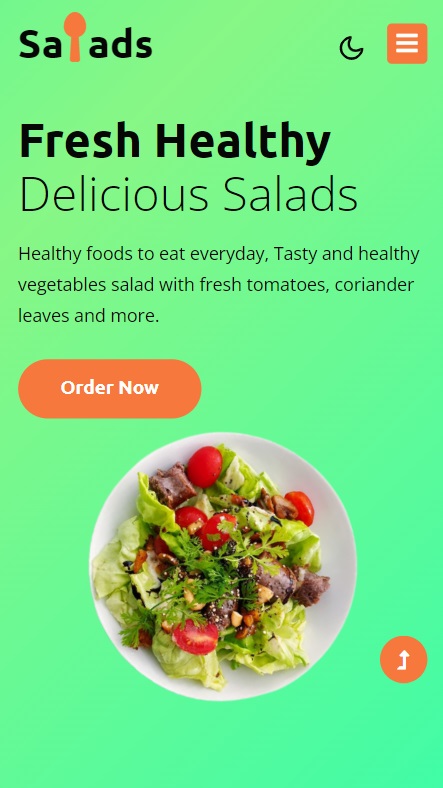 Salads
Fresh Healthy
Delicious Salads
Healthy foods to eat everyday, Tasty and healthy
vegetables salad with fresh tomatoes, coriander
leaves and more.
Order Now